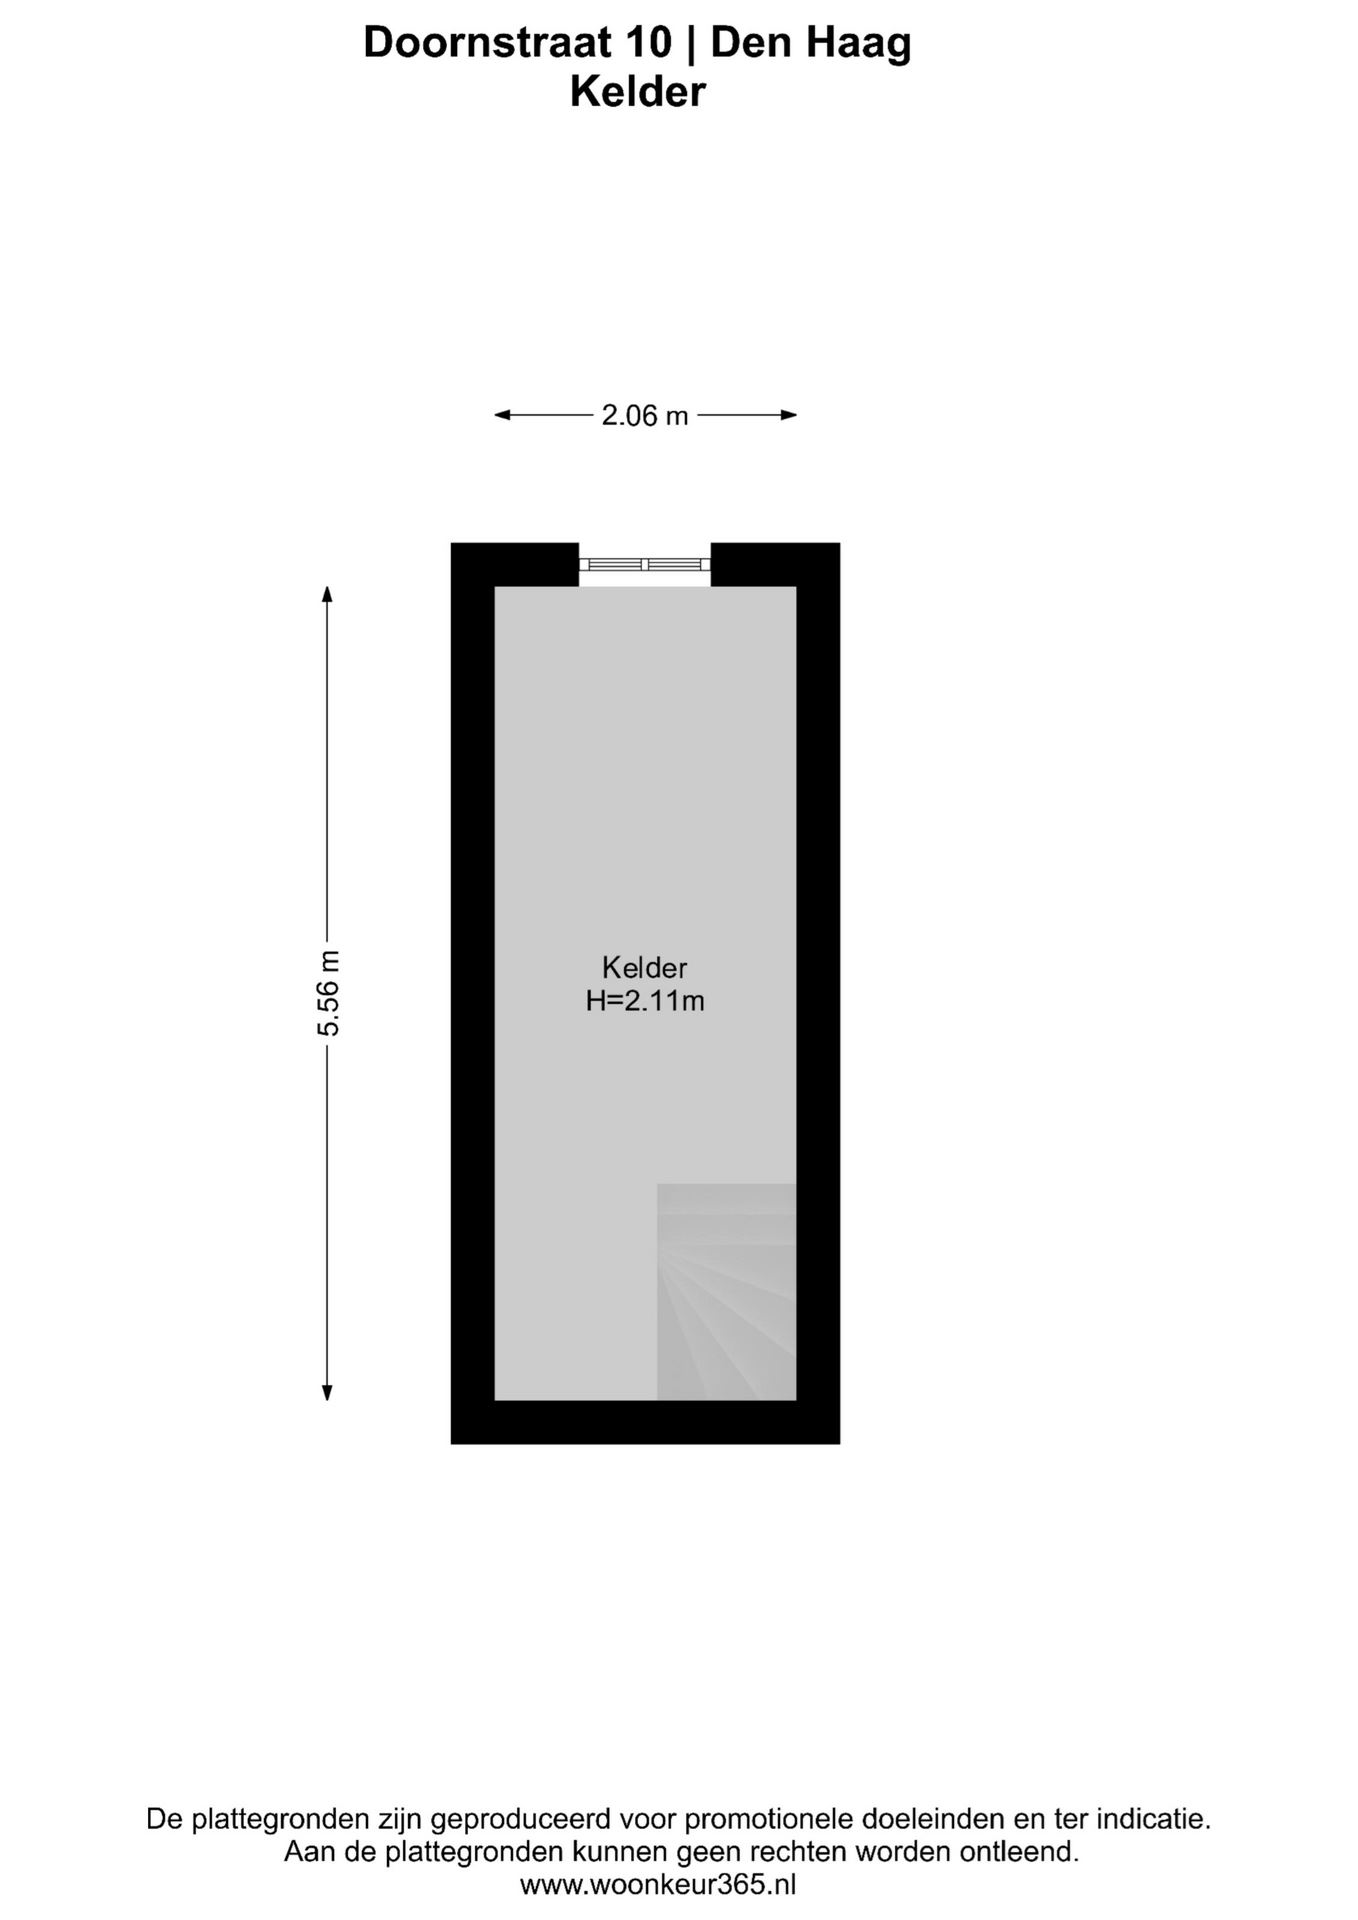 Doornstraat 10 | Den Haag
Kelder
2.06 m
5.56 m
Kelder
H=2.11m
De plattegronden zijn geproduceerd voor promotionele doeleinden en ter indicatie.
Aan de plattegronden kunnen geen rechten worden ontleend.
www.woonkeur365.nl